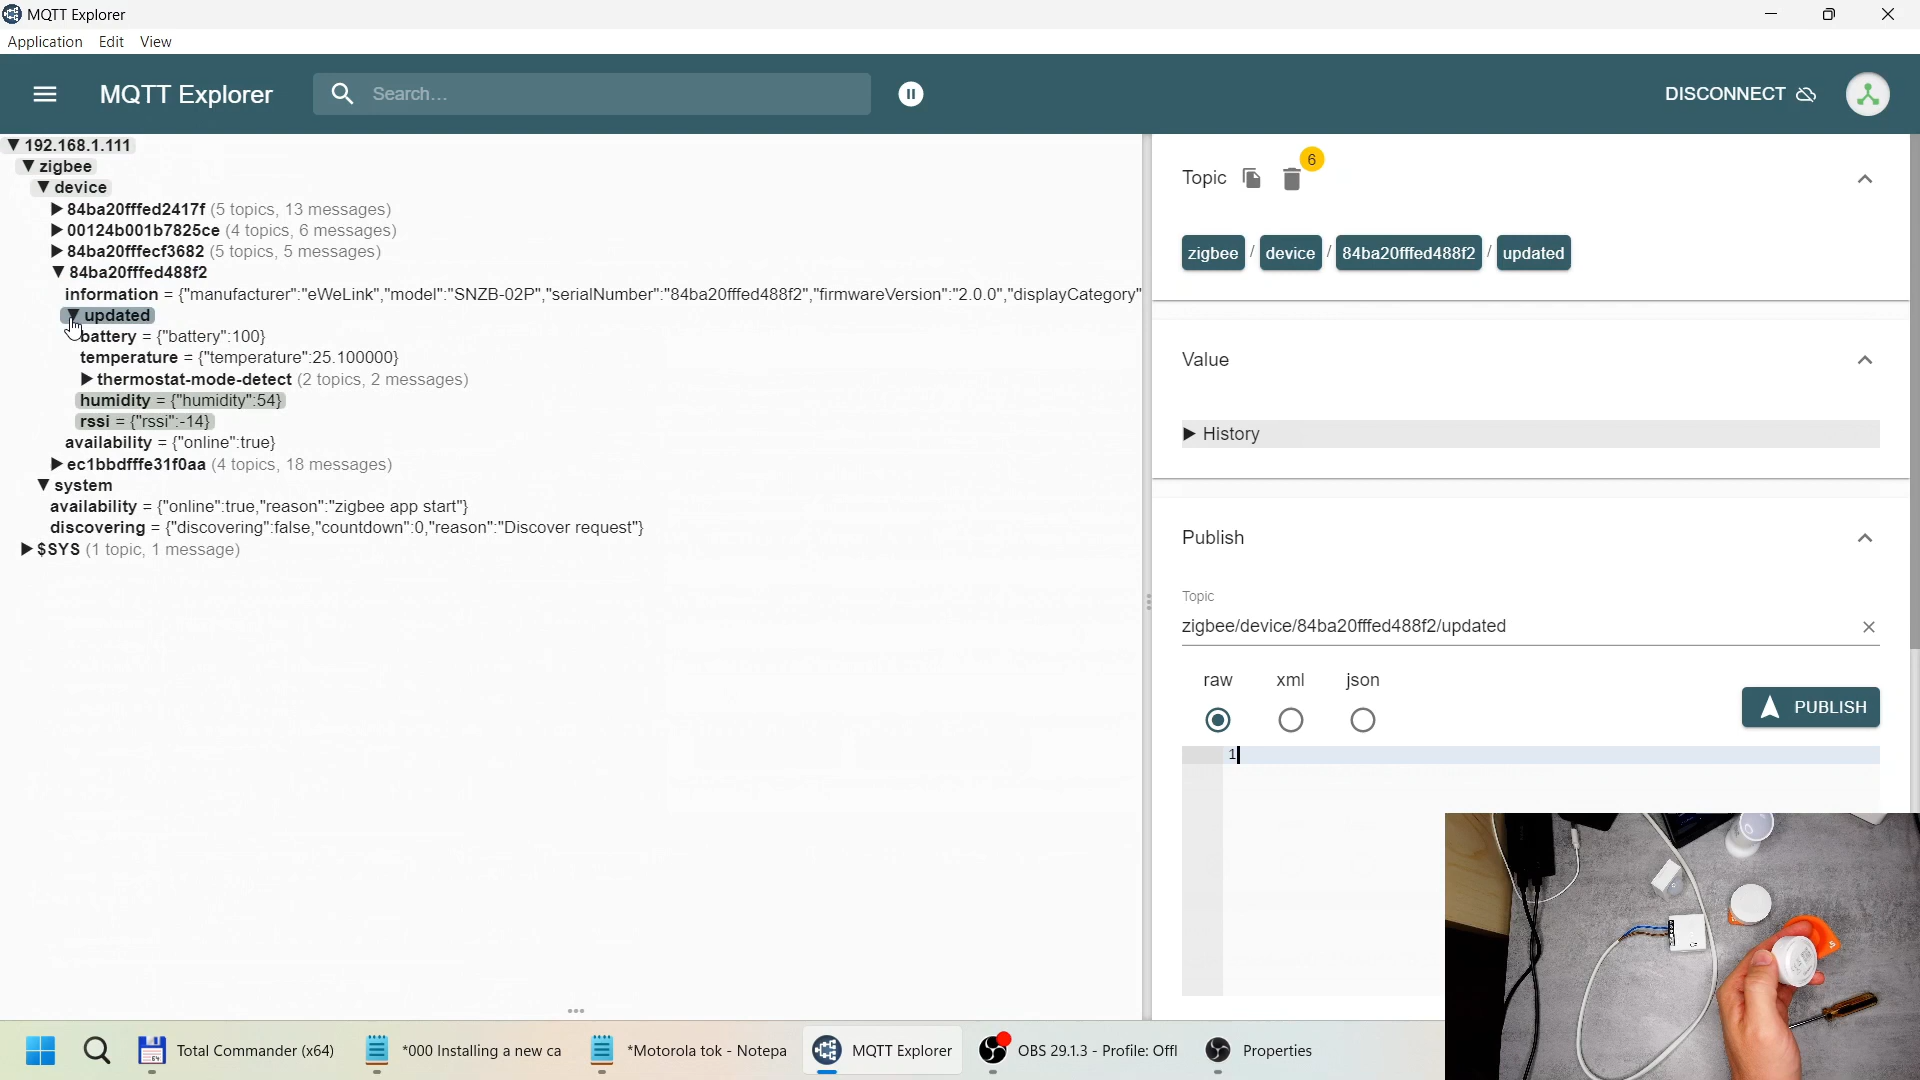 MQTT Explorer
Application Edit View
MQTT Explorer
Search...
DISCONNECT
▼ 192.168.1.111
▼ zigbee
▼ device
▶ 84ba20fffed2417f (5 topics, 13 messages)
▶ 00124b001b7825ce (4 topics, 6 messages)
▶ 84ba20fffecf3682 (5 topics, 5 messages)
▼ 84ba20fffed488f2
information = {"manufacturer":"eWeLink","model":"SNZB-02P","serialNumber":"84ba20fffed488f2","firmwareVersion":"2.0.0","displayCategory"
▼ updated
battery = {"battery":100}
temperature = {"temperature":25.100000}
▶ thermostat-mode-detect (2 topics, 2 messages)
humidity = {"humidity":54}
rssi = {"rssi":-14}
availability = {"online":true}
▶ ec1bbdfffe31f0aa (4 topics, 18 messages)
▼ system
availability = {"online":true,"reason":"zigbee app start"}
discovering = {"discovering":false,"countdown":0,"reason":"Discover request"}
▶ $SYS (1 topic, 1 message)
Topic
6
zigbee / device / 84ba20fffed488f2 / updated
Value
▶ History
Publish
Topic
zigbee/device/84ba20fffed488f2/updated
raw xml json
PUBLISH
1
Total Commander (x64)
*000 Installing a new ca
*Motorola tok - Notepa
MQTT Explorer
OBS 29.1.3 - Profile: Offl
Properties